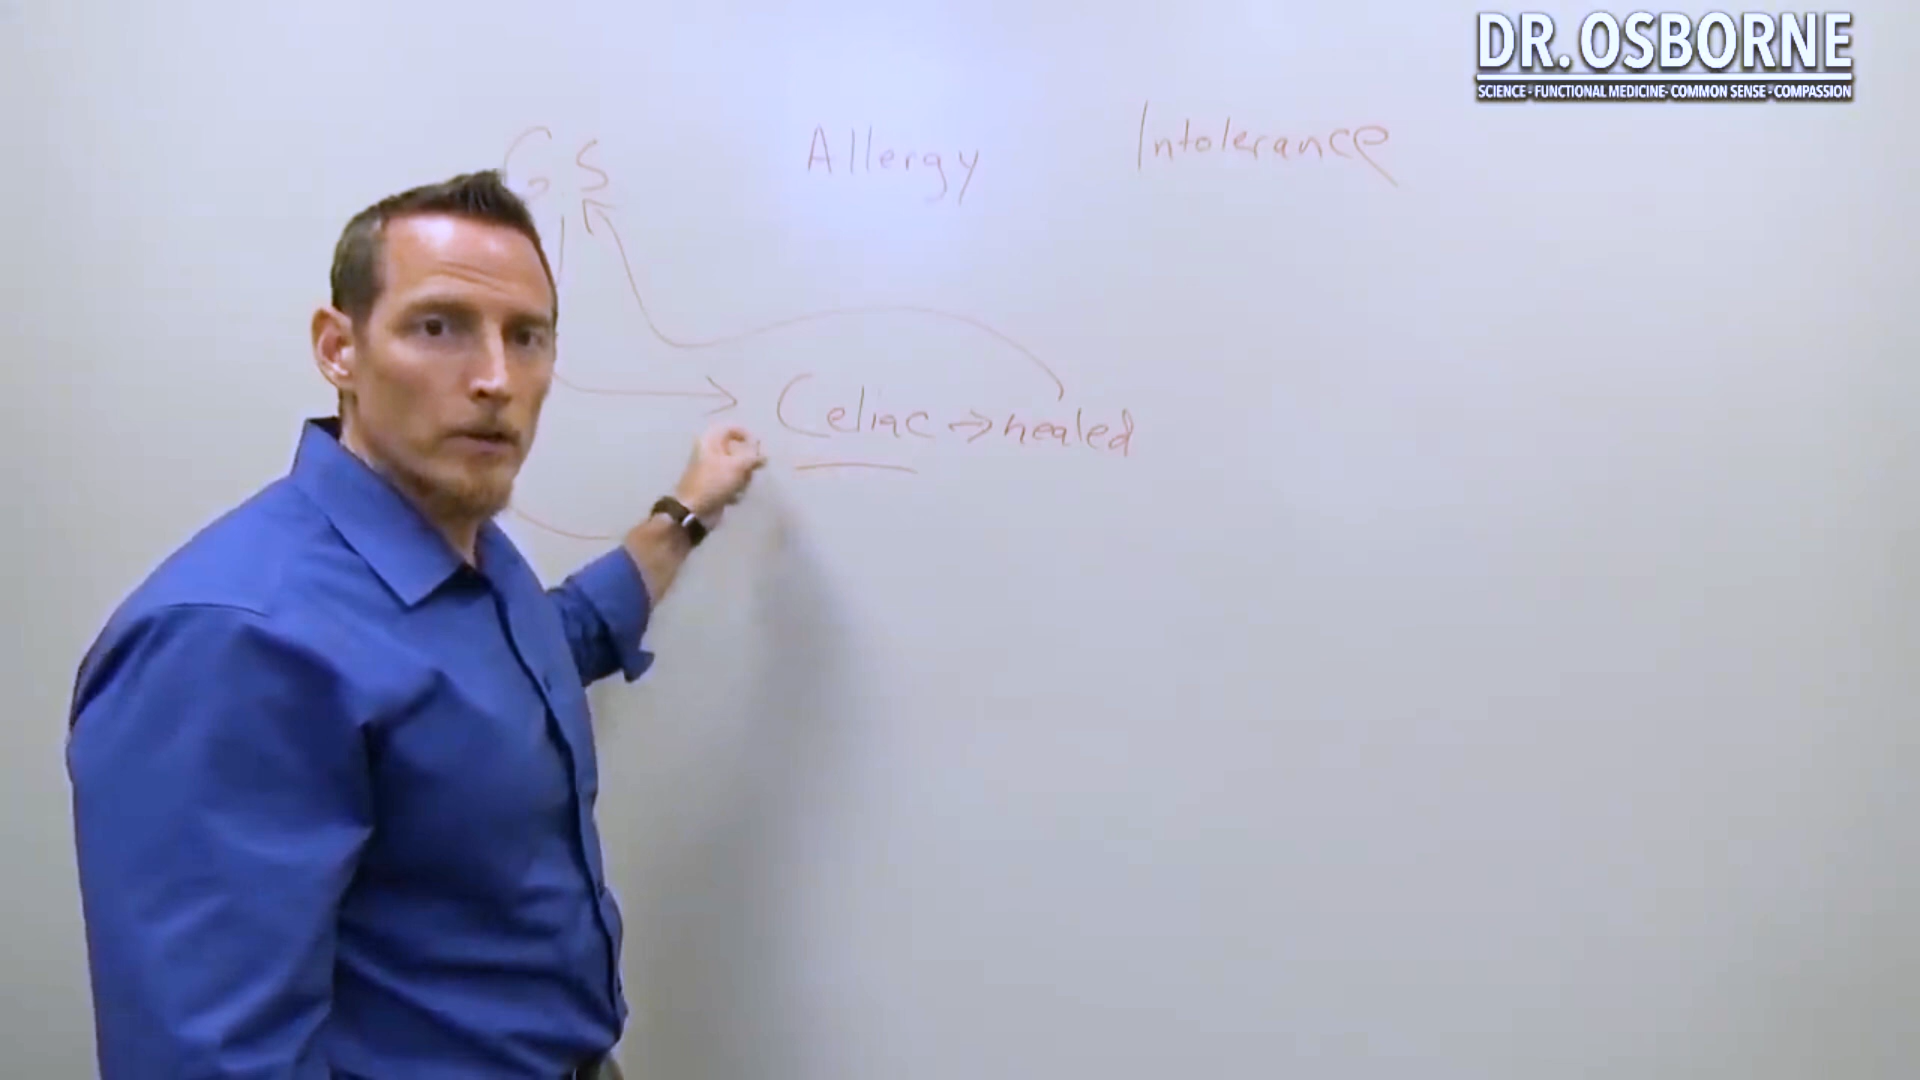 DR. OSBORNE
SCIENCE - FUNCTIONAL MEDICINE - COMMON SENSE - COMPASSION
GS Allergy Intolerance
Celiac → healed